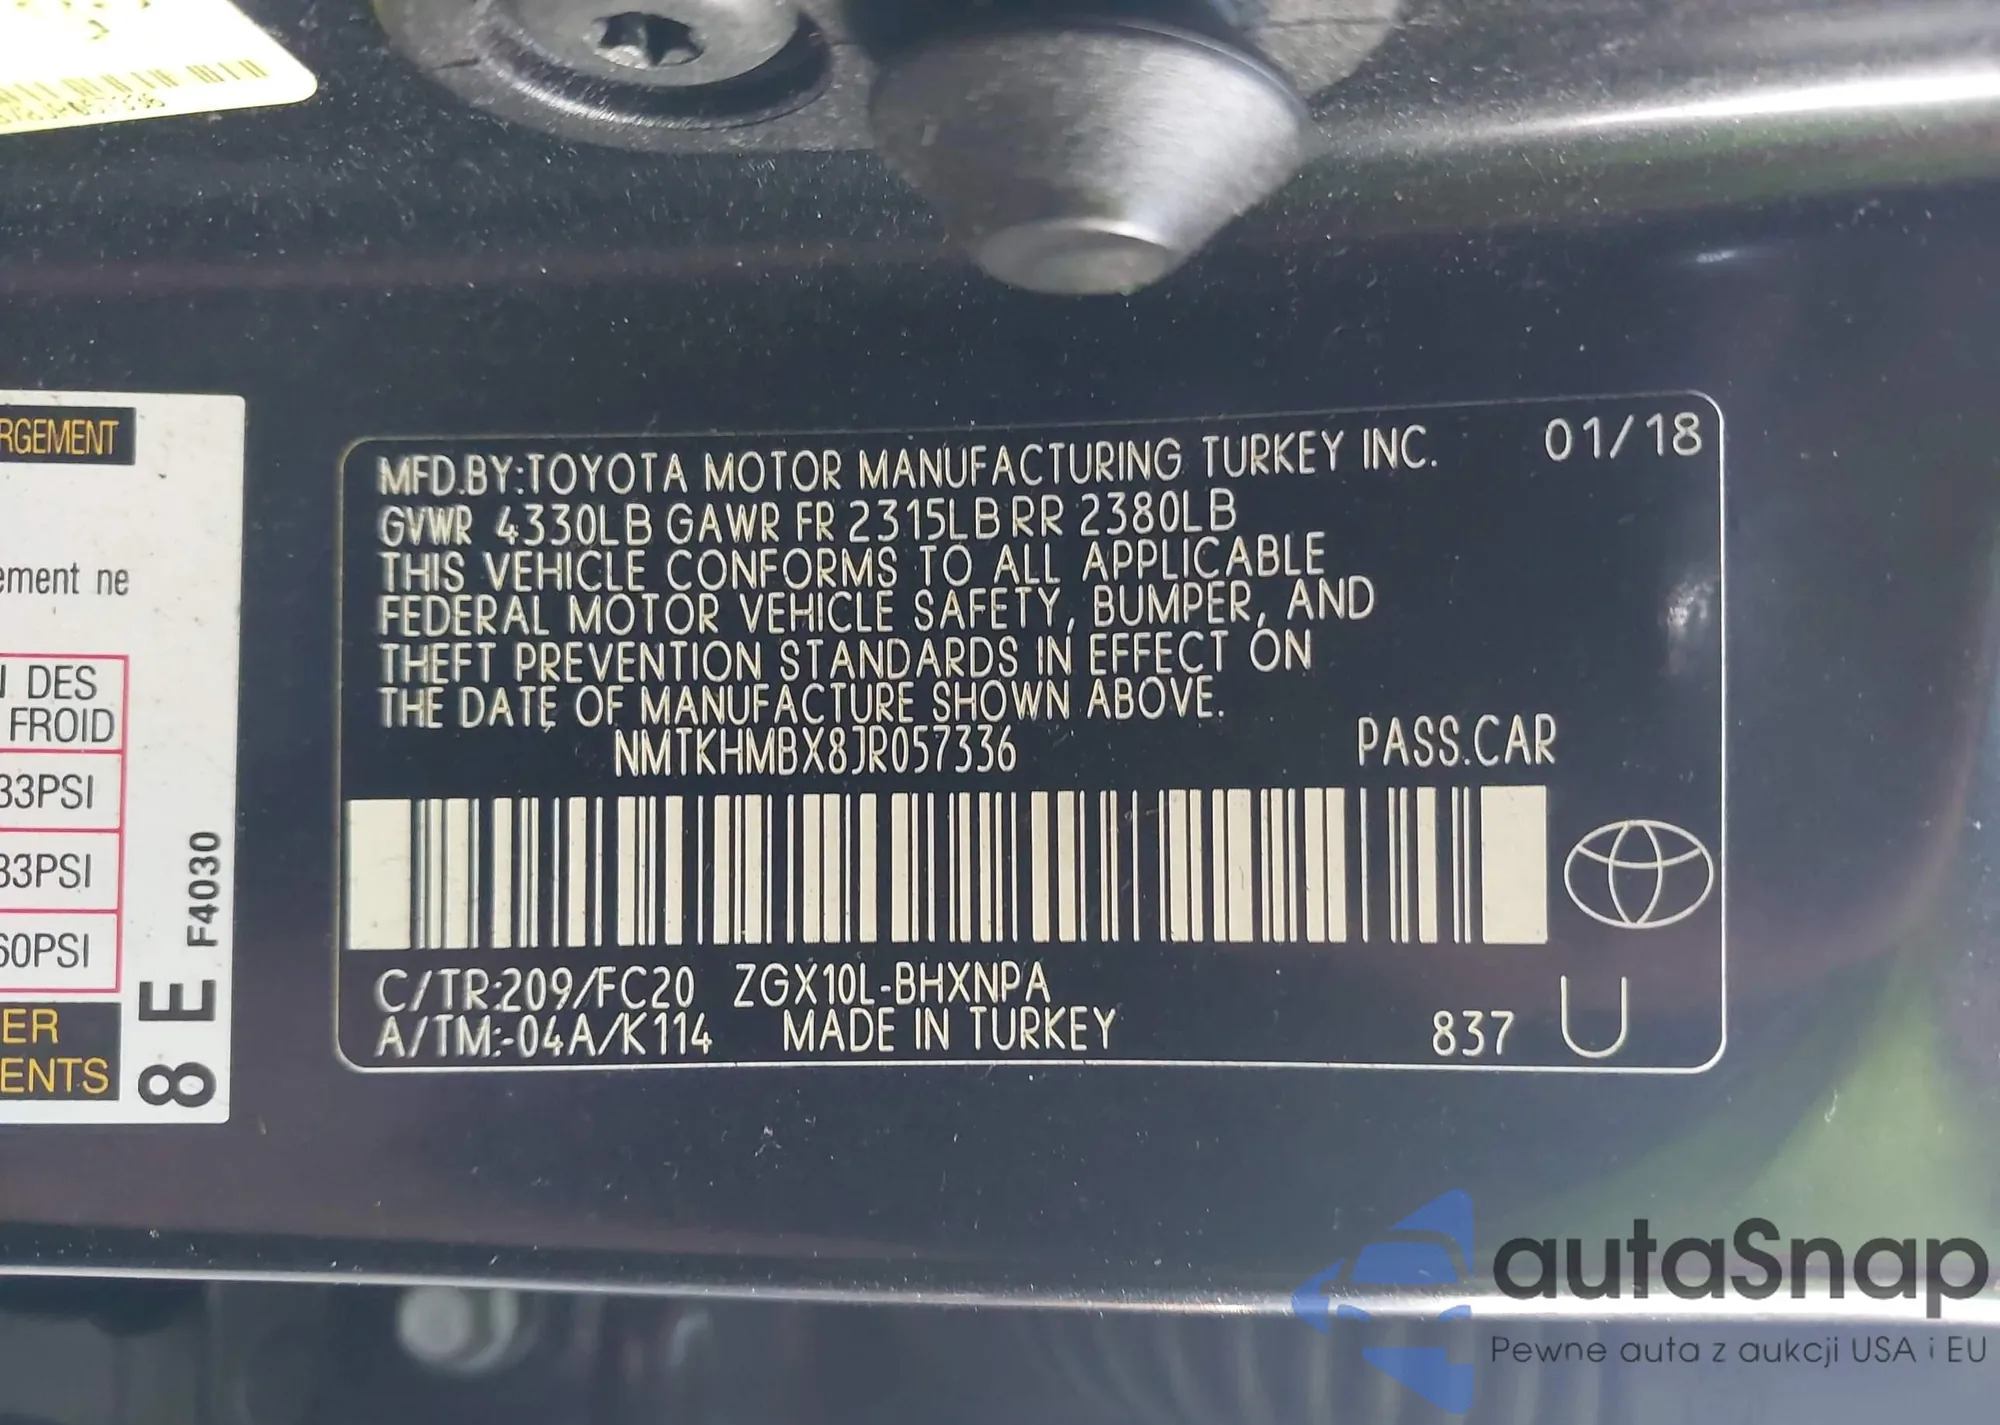 RGEMENT
ement ne
N DES
FROID
33PSI
33PSI
60PSI
ER
ENTS
8 E F4030
MFD.BY:TOYOTA MOTOR MANUFACTURING TURKEY INC. 01/18
GVWR 4330LB GAWR FR 2315LB RR 2380LB
THIS VEHICLE CONFORMS TO ALL APPLICABLE
FEDERAL MOTOR VEHICLE SAFETY, BUMPER, AND
THEFT PREVENTION STANDARDS IN EFFECT ON
THE DATE OF MANUFACTURE SHOWN ABOVE.
NMTKHMBX8JR057336 PASS.CAR
C/TR:209/FC20 ZGX10L-BHXNPA
A/TM:-04A/K114 MADE IN TURKEY 837 U
autaSnap
Pewne auta z aukcji USA i EU